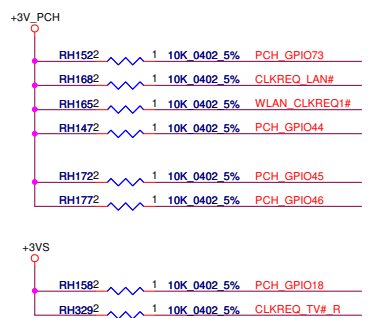 +3V_PCH
RH152 2 1 10K_0402_5% PCH_GPIO73
RH168 2 1 10K_0402_5% CLKREQ_LAN#
RH165 2 1 10K_0402_5% WLAN_CLKREQ1#
RH147 2 1 10K_0402_5% PCH_GPIO44
RH172 2 1 10K_0402_5% PCH_GPIO45
RH177 2 1 10K_0402_5% PCH_GPIO46
+3VS
RH158 2 1 10K_0402_5% PCH_GPIO18
RH329 2 1 10K_0402_5% CLKREQ_TV#_R